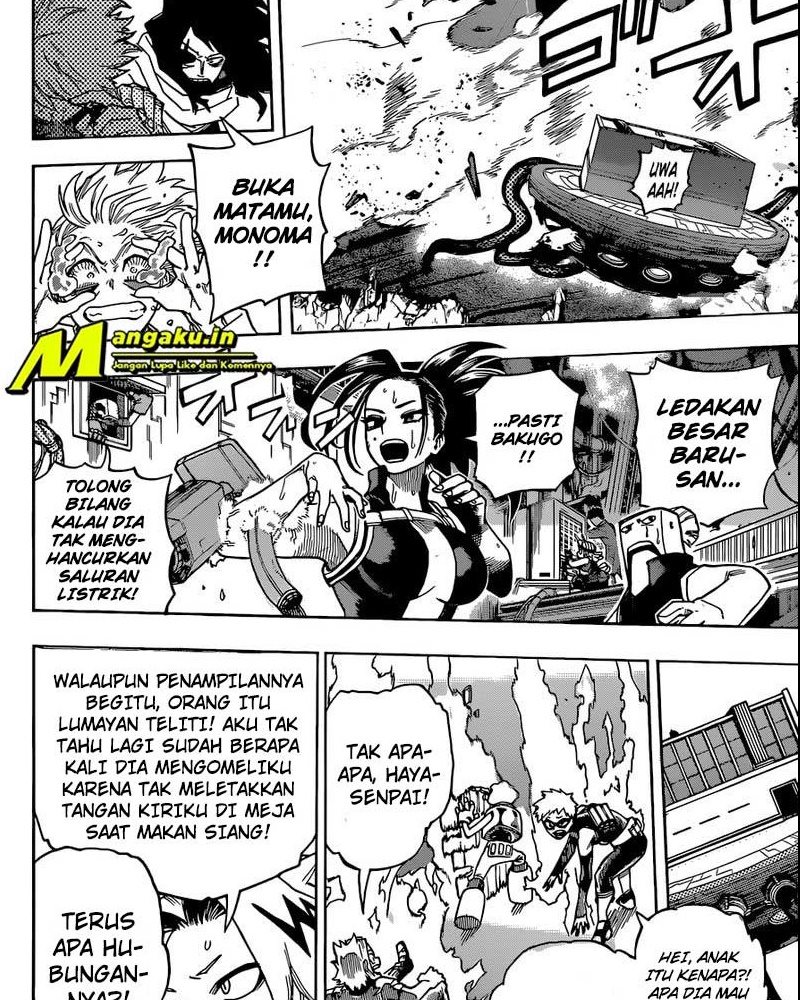 UWA
AAH!
BUKA
MATAMU,
MONOMA
!!
Mangaku.in
Jangan Lupa Like dan Komennya
LEDAKAN
BESAR
BARU-
SAN...
...PASTI
BAKUGO
!!
TOLONG
BILANG
KALAU DIA
TAK MENG-
HANCURKAN
SALURAN
LISTRIK!
WALAUPUN PENAMPILANNYA
BEGITU, ORANG ITU
LUMAYAN TELITI! AKU TAK
TAHU LAGI SUDAH BERAPA
KALI DIA MENGOMELIKU
KARENA TAK MELETAKKAN
TANGAN KIRIKU DI MEJA
SAAT MAKAN SIANG!
TAK APA-
APA, HAYA-
SENPAI!
TERUS
APA HU-
BUNGAN-
NYA?!
HEI, ANAK
ITU KENAPA?!
APA DIA MAU